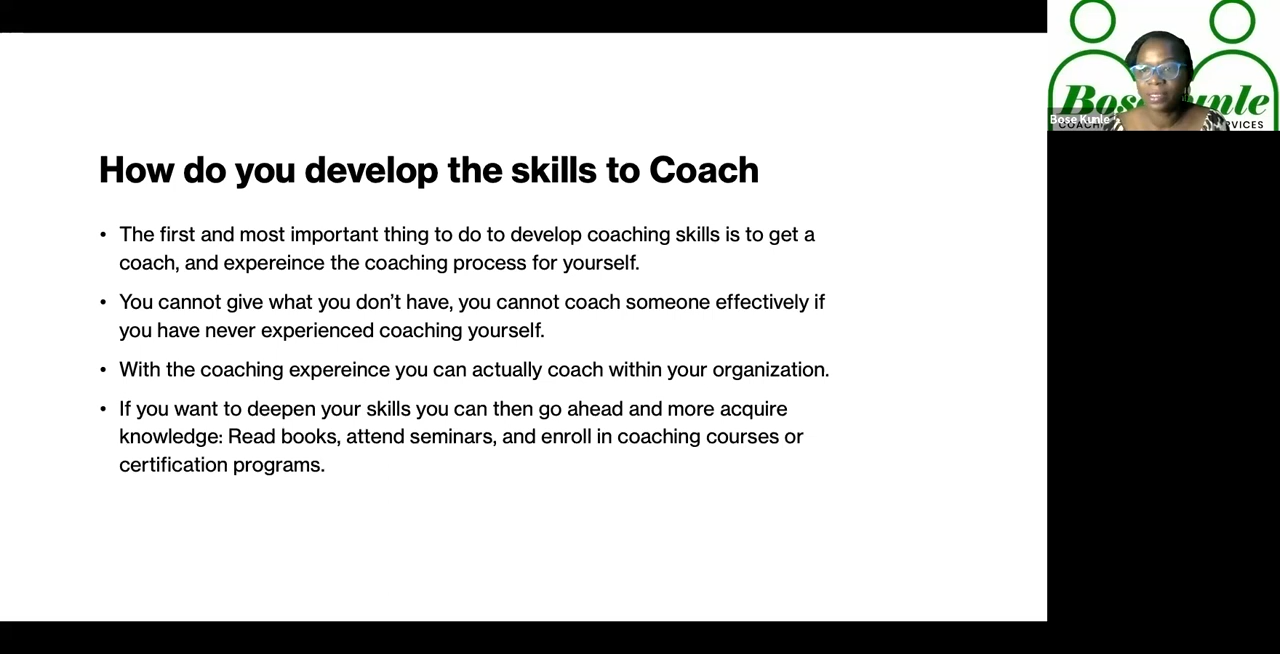 How do you develop the skills to Coach
• The first and most important thing to do to develop coaching skills is to get a
coach, and expereince the coaching process for yourself.
• You cannot give what you don’t have, you cannot coach someone effectively if
you have never experienced coaching yourself.
• With the coaching expereince you can actually coach within your organization.
• If you want to deepen your skills you can then go ahead and more acquire
knowledge: Read books, attend seminars, and enroll in coaching courses or
certification programs.
Bose Kunle